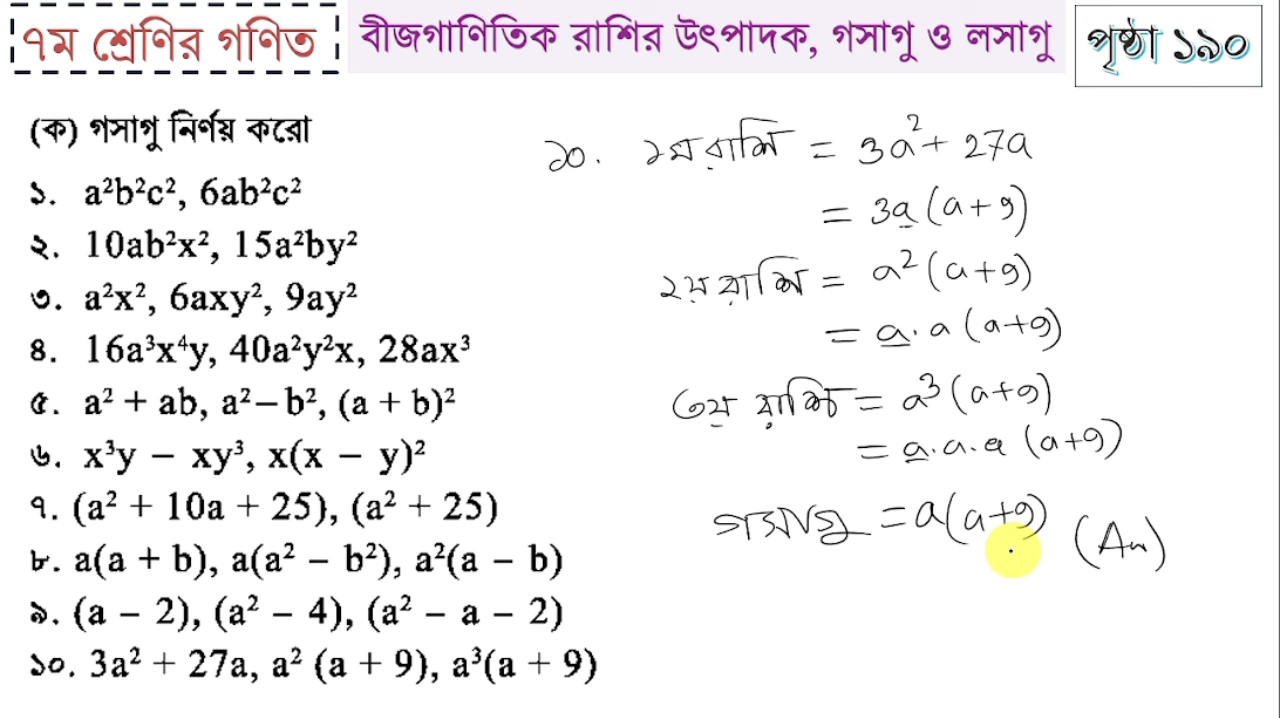 ৭ম শ্রেণির গণিত
বীজগাণিতিক রাশির উৎপাদক, গসাগু ও লসাগু
পৃষ্ঠা ১৯০
(ক) গসাগু নির্ণয় করো
১. a²b²c², 6ab²c²
২. 10ab²x², 15a²by²
৩. a²x², 6axy², 9ay²
৪. 16a³x⁴y, 40a²y²x, 28ax³
৫. a² + ab, a² – b², (a + b)²
৬. x³y – xy³, x(x – y)²
৭. (a² + 10a + 25), (a² + 25)
৮. a(a + b), a(a² – b²), a²(a – b)
৯. (a – 2), (a² – 4), (a² – a – 2)
১০. 3a² + 27a, a² (a + 9), a³(a + 9)
১০. ১ম রাশি = 3a² + 27a
= 3a (a + 9)
২য় রাশি = a² (a + 9)
= a . a (a + 9)
৩য় রাশি = a³ (a + 9)
= a . a . a (a + 9)
গসাগু = a (a + 9) (An)